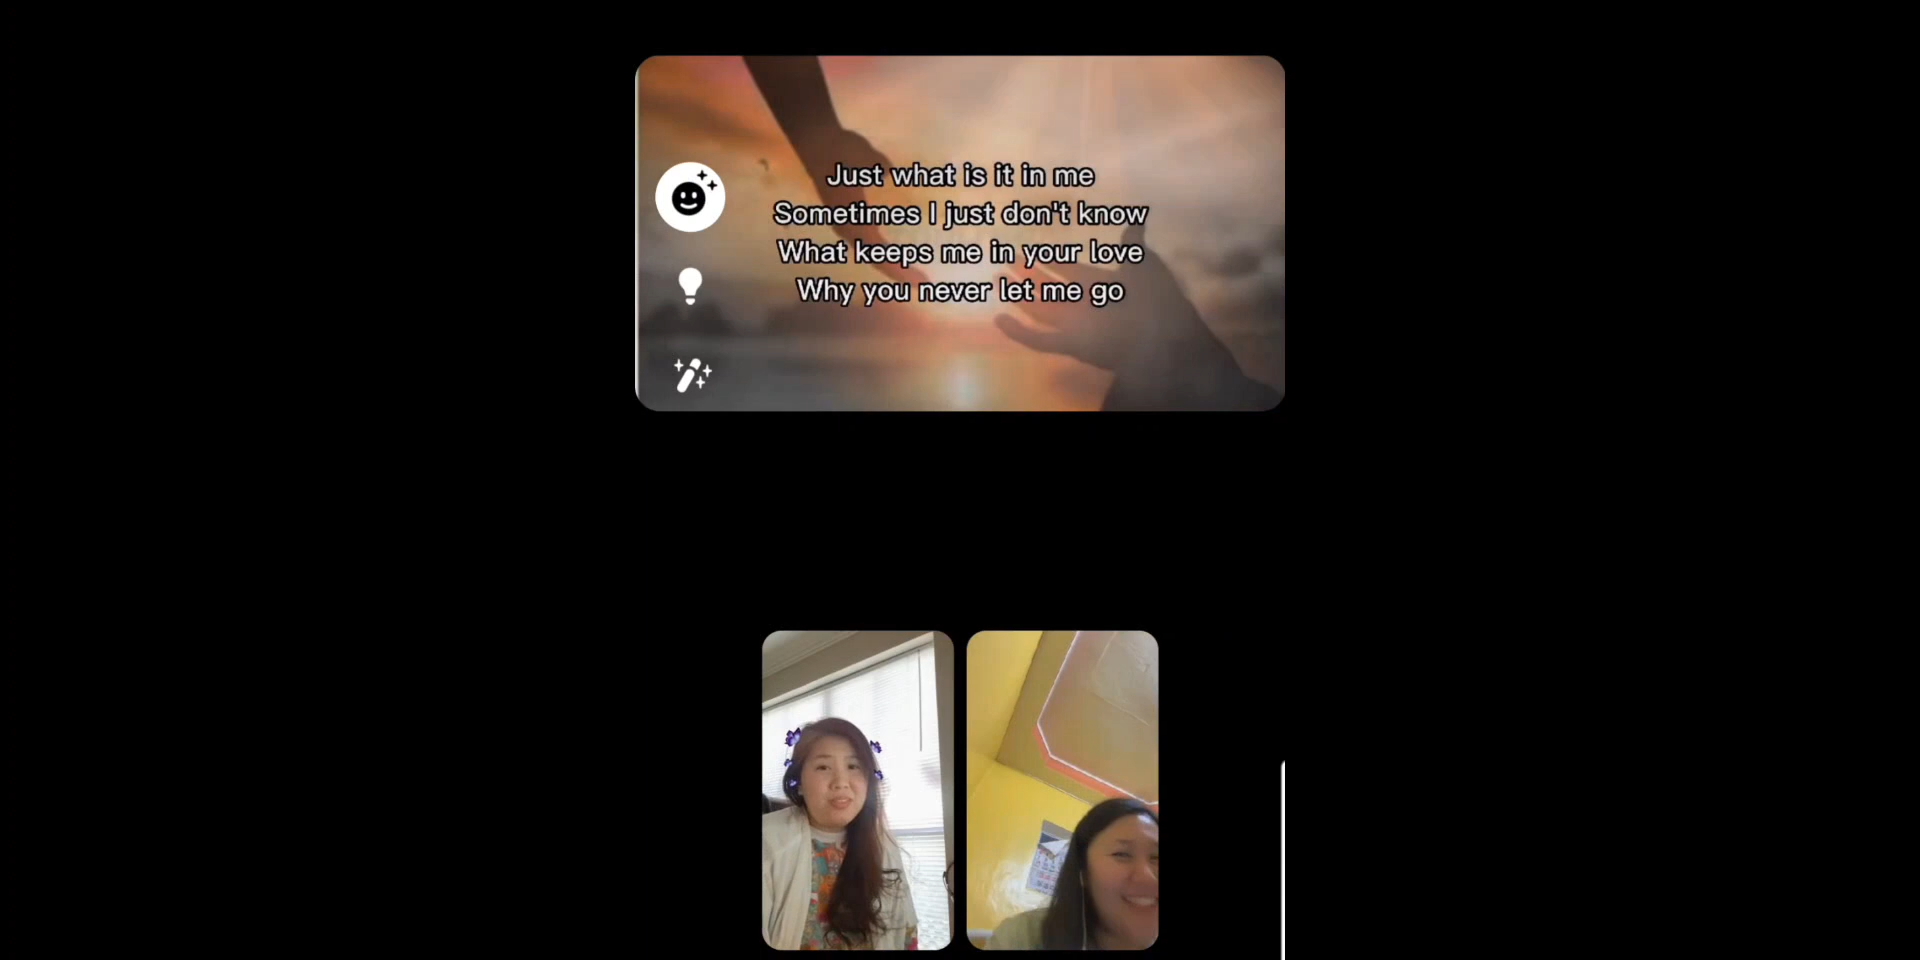 Just what is it in me
Sometimes I just don't know
What keeps me in your love
Why you never let me go